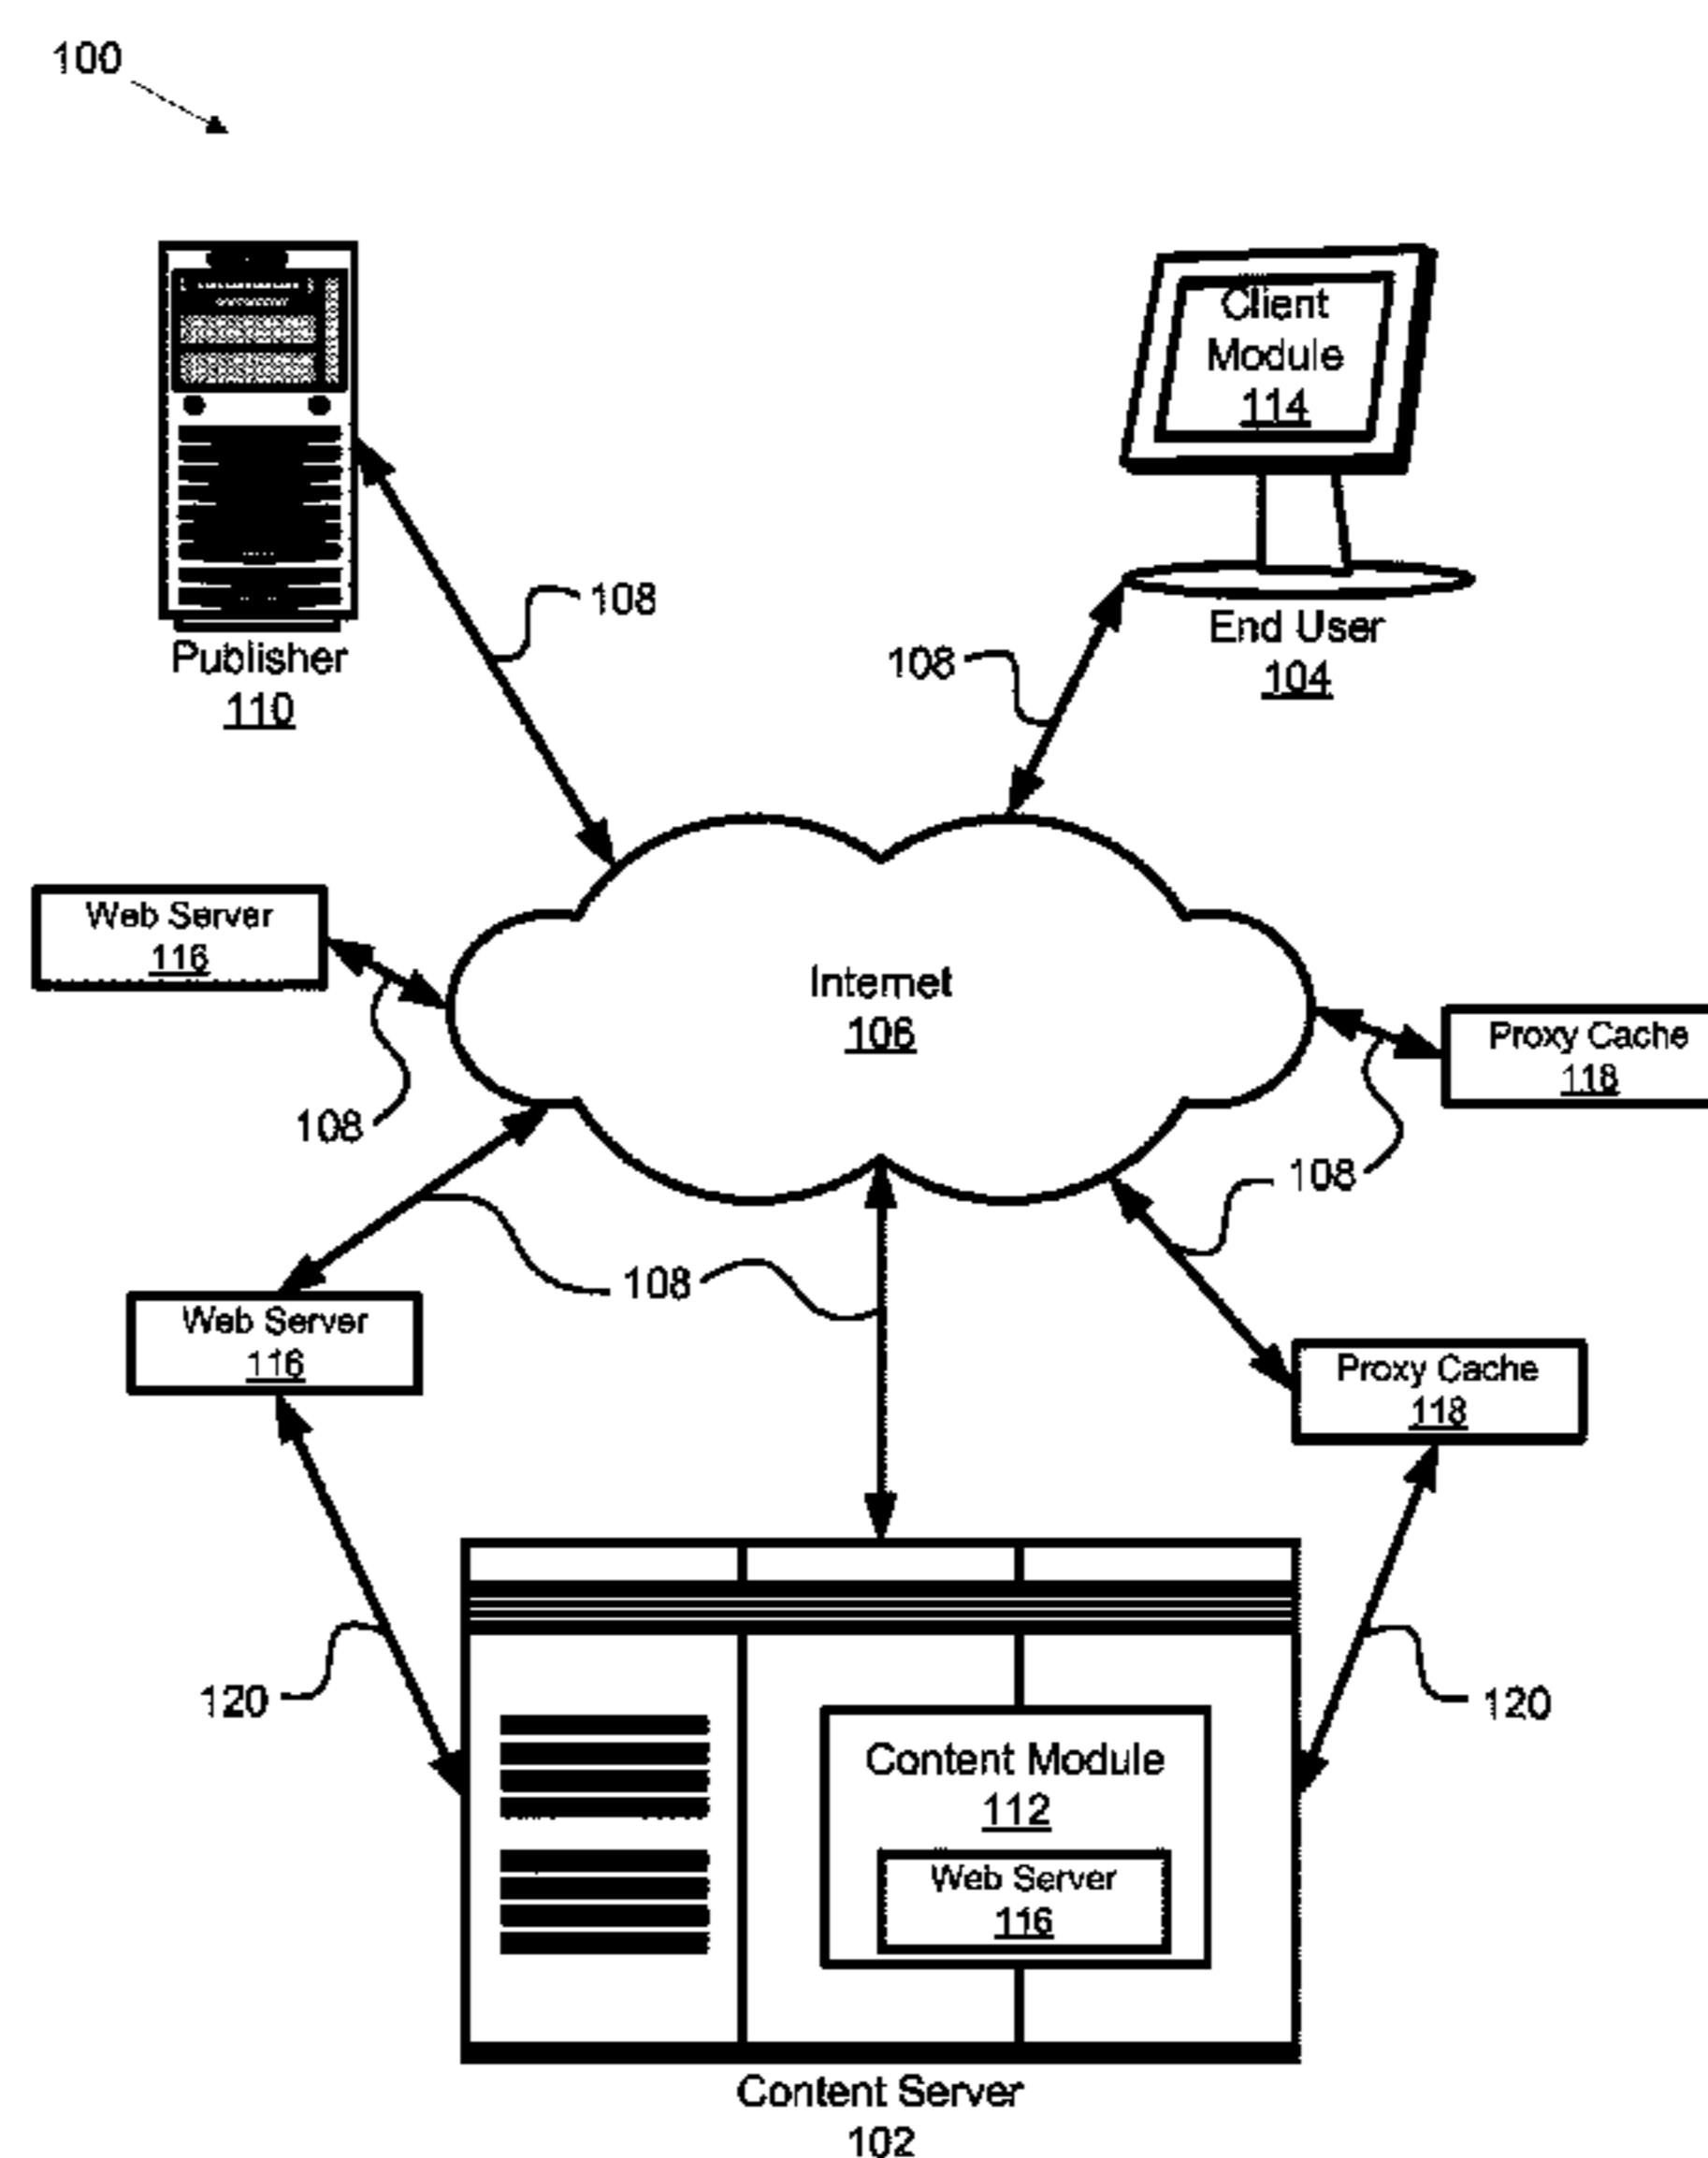 100
Client
Module
114
108
Publisher
110
108
End User
104
Web Server
116
Internet
106
Proxy Cache
118
108
108
108
Web Server
116
Proxy Cache
118
120
120
Content Module
112
Web Server
116
Content Server
102